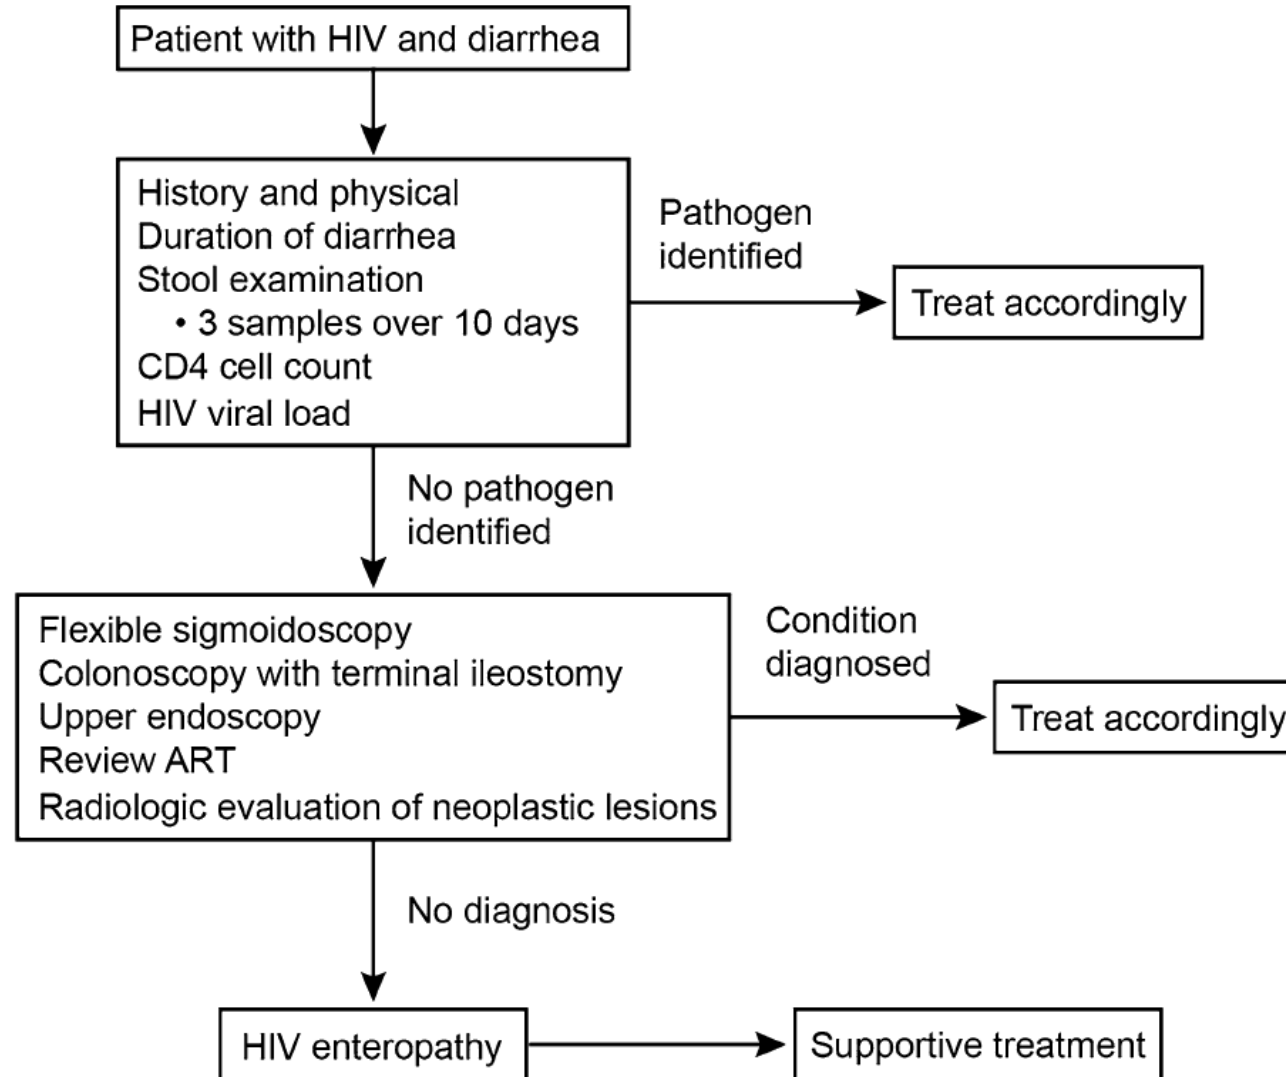 Patient with HIV and diarrhea
History and physical
Duration of diarrhea
Stool examination
• 3 samples over 10 days
CD4 cell count
HIV viral load
Pathogen
identified
Treat accordingly
No pathogen
identified
Flexible sigmoidoscopy
Colonoscopy with terminal ileostomy
Upper endoscopy
Review ART
Radiologic evaluation of neoplastic lesions
Condition
diagnosed
Treat accordingly
No diagnosis
HIV enteropathy
Supportive treatment